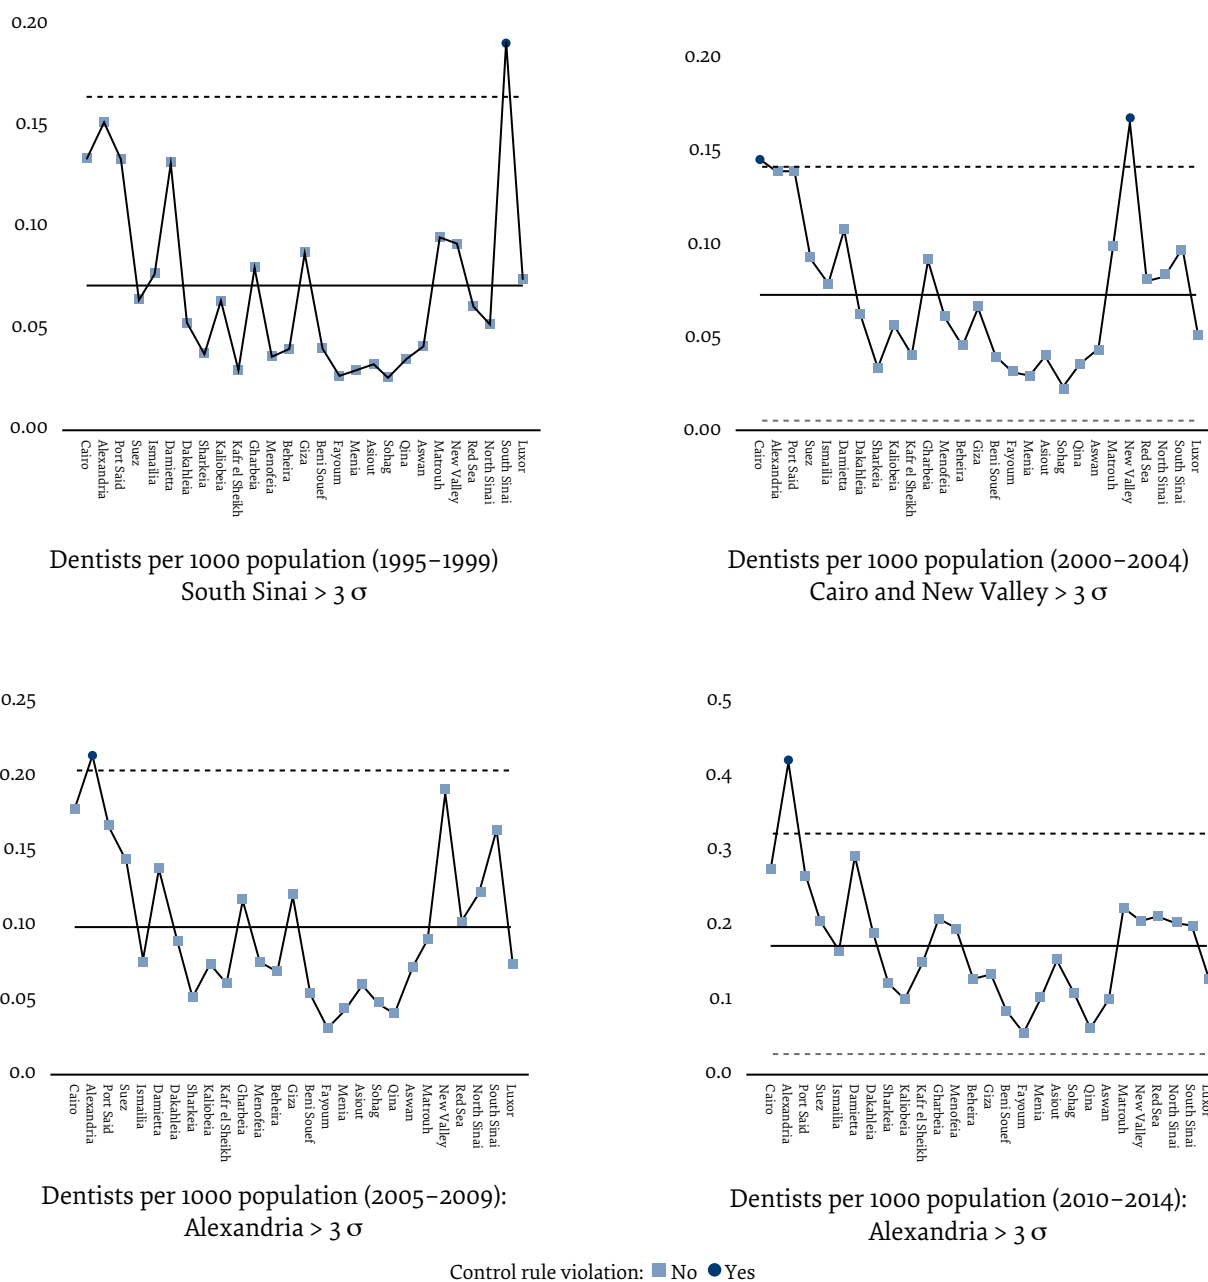 0.20
0.15
0.10
0.05
0.00
Cairo
Alexandria
Port Said
Suez
Ismailia
Damietta
Dakahleia
Sharkeia
Kaliobeia
Kafr el Sheikh
Gharbeia
Menofeia
Beheira
Giza
Beni Souef
Fayoum
Menia
Asiout
Sohag
Qina
Aswan
Matrouh
New Valley
Red Sea
North Sinai
South Sinai
Luxor
Dentists per 1000 population (1995–1999)
South Sinai > 3 σ
0.20
0.15
0.10
0.05
0.00
Cairo
Alexandria
Port Said
Suez
Ismailia
Damietta
Dakahleia
Sharkeia
Kaliobeia
Kafr el Sheikh
Gharbeia
Menofeia
Beheira
Giza
Beni Souef
Fayoum
Menia
Asiout
Sohag
Qina
Aswan
Matrouh
New Valley
Red Sea
North Sinai
South Sinai
Luxor
Dentists per 1000 population (2000–2004)
Cairo and New Valley > 3 σ
0.25
0.20
0.15
0.10
0.05
0.0
Cairo
Alexandria
Port Said
Suez
Ismailia
Damietta
Dakahleia
Sharkeia
Kaliobeia
Kafr el Sheikh
Gharbeia
Menofeia
Beheira
Giza
Beni Souef
Fayoum
Menia
Asiout
Sohag
Qina
Aswan
Matrouh
New Valley
Red Sea
North Sinai
South Sinai
Luxor
Dentists per 1000 population (2005–2009):
Alexandria > 3 σ
0.5
0.4
0.3
0.2
0.1
0.0
Cairo
Alexandria
Port Said
Suez
Ismailia
Damietta
Dakahleia
Sharkeia
Kaliobeia
Kafr el Sheikh
Gharbeia
Menofeia
Beheira
Giza
Beni Souef
Fayoum
Menia
Asiout
Sohag
Qina
Aswan
Matrouh
New Valley
Red Sea
North Sinai
South Sinai
Luxor
Dentists per 1000 population (2010–2014):
Alexandria > 3 σ
Control rule violation: No Yes